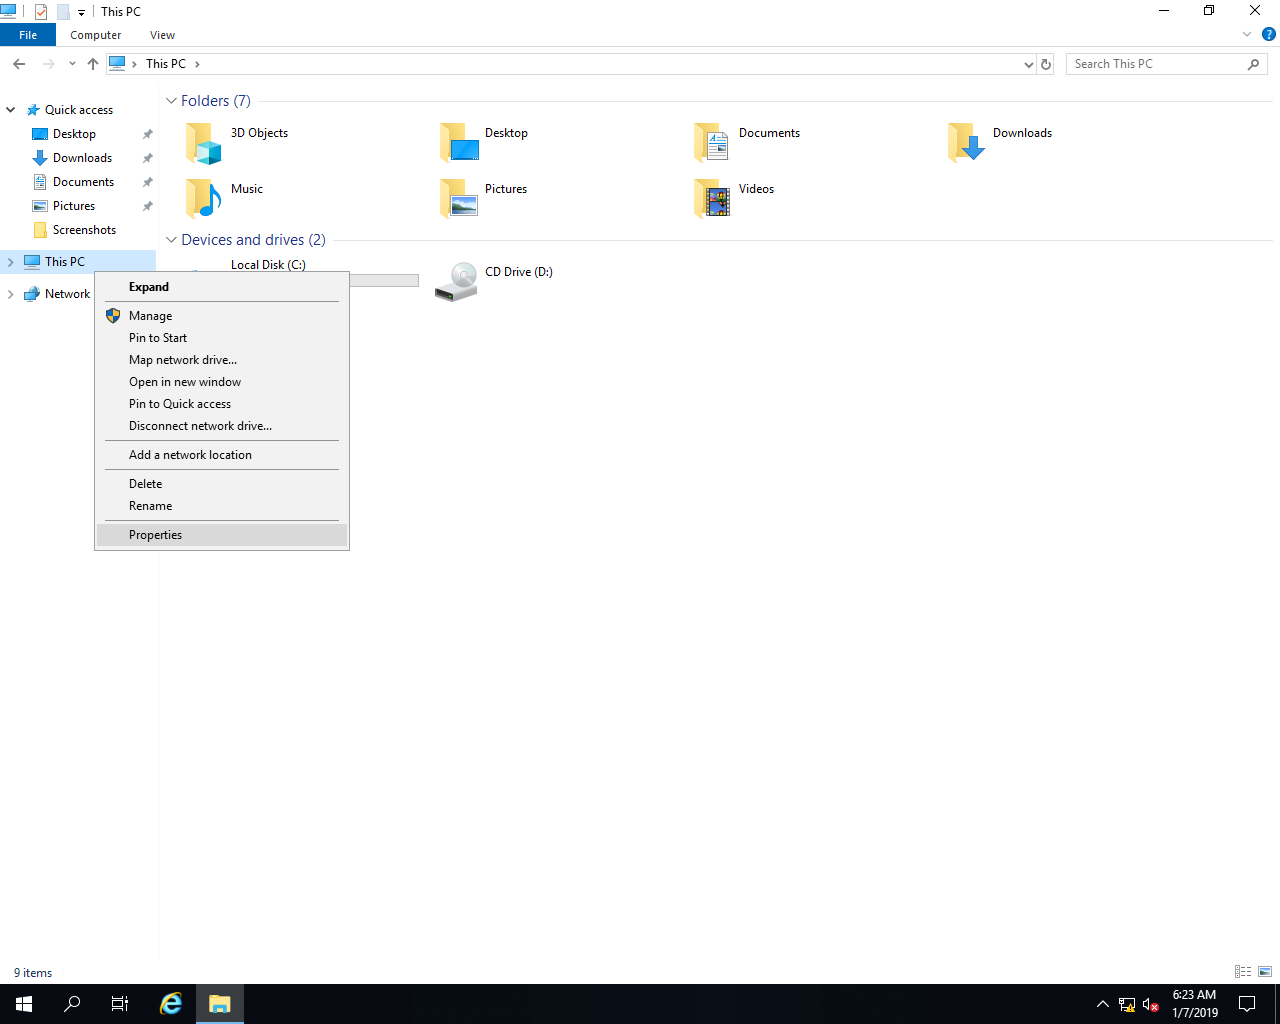 This PC
File
Computer
View
This PC
Search This PC
Quick access
Desktop
Downloads
Documents
Pictures
Screenshots
This PC
Network
Folders (7)
3D Objects
Desktop
Documents
Downloads
Music
Pictures
Videos
Devices and drives (2)
Local Disk (C:)
CD Drive (D:)
Expand
Manage
Pin to Start
Map network drive...
Open in new window
Pin to Quick access
Disconnect network drive...
Add a network location
Delete
Rename
Properties
9 items
6:23 AM
1/7/2019